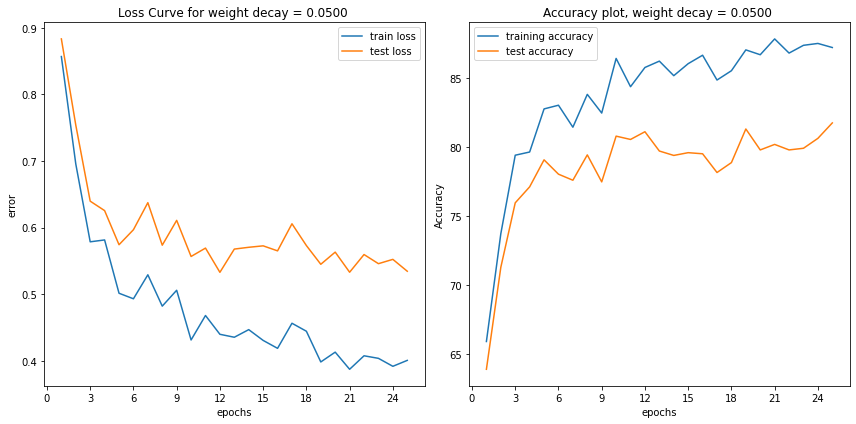 Loss Curve for weight decay = 0.0500
train loss
test loss
error
0.9
0.8
0.7
0.6
0.5
0.4
0 3 6 9 12 15 18 21 24
epochs
Accuracy plot, weight decay = 0.0500
training accuracy
test accuracy
Accuracy
85
80
75
70
65
0 3 6 9 12 15 18 21 24
epochs